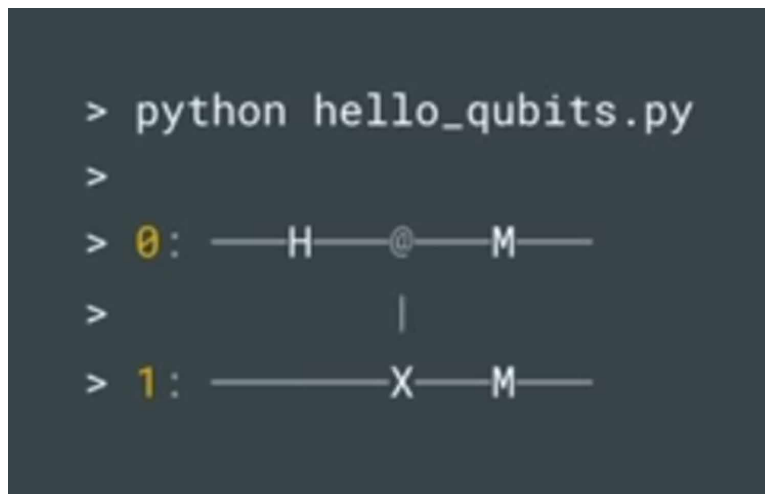 > python hello_qubits.py
>
> 0: ───H───@───M───
> |
> 1: ───────X───M───